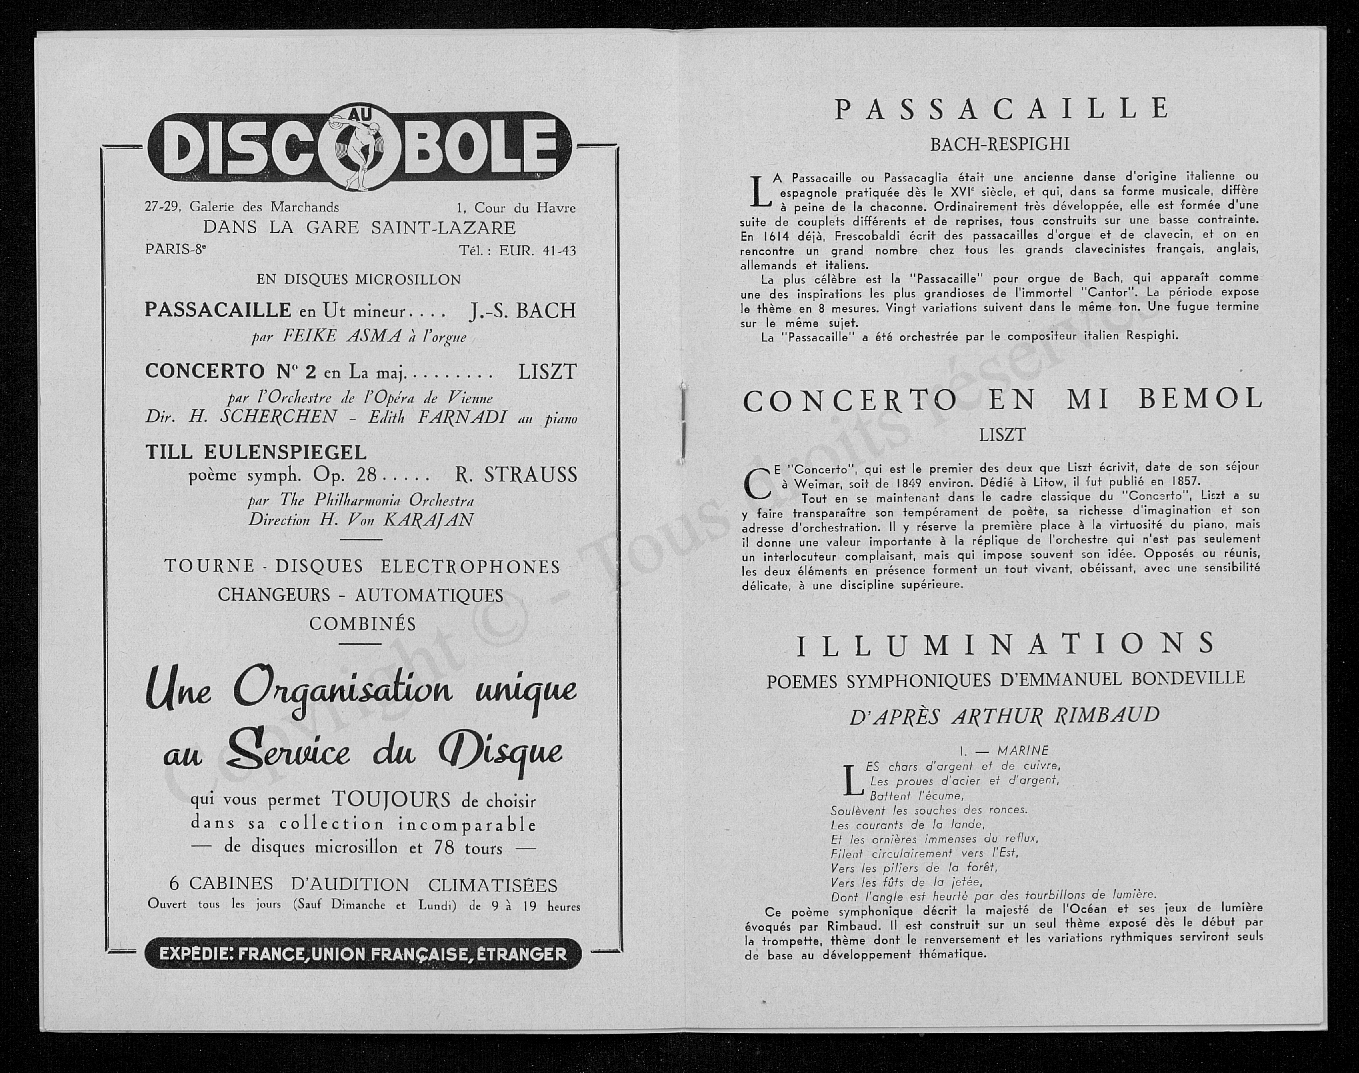 AU
DISCOBOLE
27-29, Galerie des Marchands 1, Cour du Havre
DANS LA GARE SAINT-LAZARE
PARIS-8e Tél. : EUR. 41-43
EN DISQUES MICROSILLON
PASSACAILLE en Ut mineur.... J.-S. BACH
par FEIKE ASMA à l'orgue
CONCERTO N° 2 en La maj......... LISZT
par l'Orchestre de l'Opéra de Vienne
Dir. H. SCHERCHEN - Edith FARNADI au piano
TILL EULENSPIEGEL
poème symph. Op. 28..... R. STRAUSS
par The Philharmonia Orchestra
Direction H. Von KARAJAN
TOURNE - DISQUES ELECTROPHONES
CHANGEURS - AUTOMATIQUES
COMBINÉS
Une Organisation unique
au Service du Disque
qui vous permet TOUJOURS de choisir
dans sa collection incomparable
— de disques microsillon et 78 tours —
6 CABINES D'AUDITION CLIMATISÉES
Ouvert tous les jours (Sauf Dimanche et Lundi) de 9 à 19 heures
EXPÉDIE: FRANCE, UNION FRANÇAISE, ÉTRANGER
PASSACAILLE
BACH-RESPIGHI
LA Passacaille ou Passacaglia était une ancienne danse d'origine italienne ou
espagnole pratiquée dès le XVIe siècle, et qui, dans sa forme musicale, diffère
à peine de la chaconne. Ordinairement très développée, elle est formée d'une
suite de couplets différents et de reprises, tous construits sur une basse contrainte.
En 1614 déjà, Frescobaldi écrit des passacailles d'orgue et de clavecin, et on en
rencontre un grand nombre chez tous les grands clavecinistes français, anglais,
allemands et italiens.
La plus célèbre est la "Passacaille" pour orgue de Bach, qui apparaît comme
une des inspirations les plus grandioses de l'immortel "Cantor". La période expose
le thème en 8 mesures. Vingt variations suivent dans le même ton. Une fugue termine
sur le même sujet.
La "Passacaille" a été orchestrée par le compositeur italien Respighi.
CONCERTO EN MI BEMOL
LISZT
CE "Concerto", qui est le premier des deux que Liszt écrivit, date de son séjour
à Weimar, soit de 1849 environ. Dédié à Litow, il fut publié en 1857.
Tout en se maintenant dans le cadre classique du "Concerto", Liszt a su
y faire transparaître son tempérament de poète, sa richesse d'imagination et son
adresse d'orchestration. Il y réserve la première place à la virtuosité du piano, mais
il donne une valeur importante à la réplique de l'orchestre qui n'est pas seulement
un interlocuteur complaisant, mais qui impose souvent son idée. Opposés ou réunis,
les deux éléments en présence forment un tout vivant, obéissant, avec une sensibilité
délicate, à une discipline supérieure.
ILLUMINATIONS
POEMES SYMPHONIQUES D'EMMANUEL BONDEVILLE
D'APRÈS ARTHUR RIMBAUD
I. — MARINE
LES chars d'argent et de cuivre,
Les proues d'acier et d'argent,
Battent l'écume,
Soulèvent les souches des ronces.
Les courants de la lande,
Et les ornières immenses du reflux,
Filent circulairement vers l'Est,
Vers les piliers de la forêt,
Vers les fûts de la jetée,
Dont l'angle est heurté par des tourbillons de lumière.
Ce poème symphonique décrit la majesté de l'Océan et ses jeux de lumière
évoqués par Rimbaud. Il est construit sur un seul thème exposé dès le début par
la trompette, thème dont le renversement et les variations rythmiques serviront seuls
de base au développement thématique.
Copyright © - Tous droits réservés